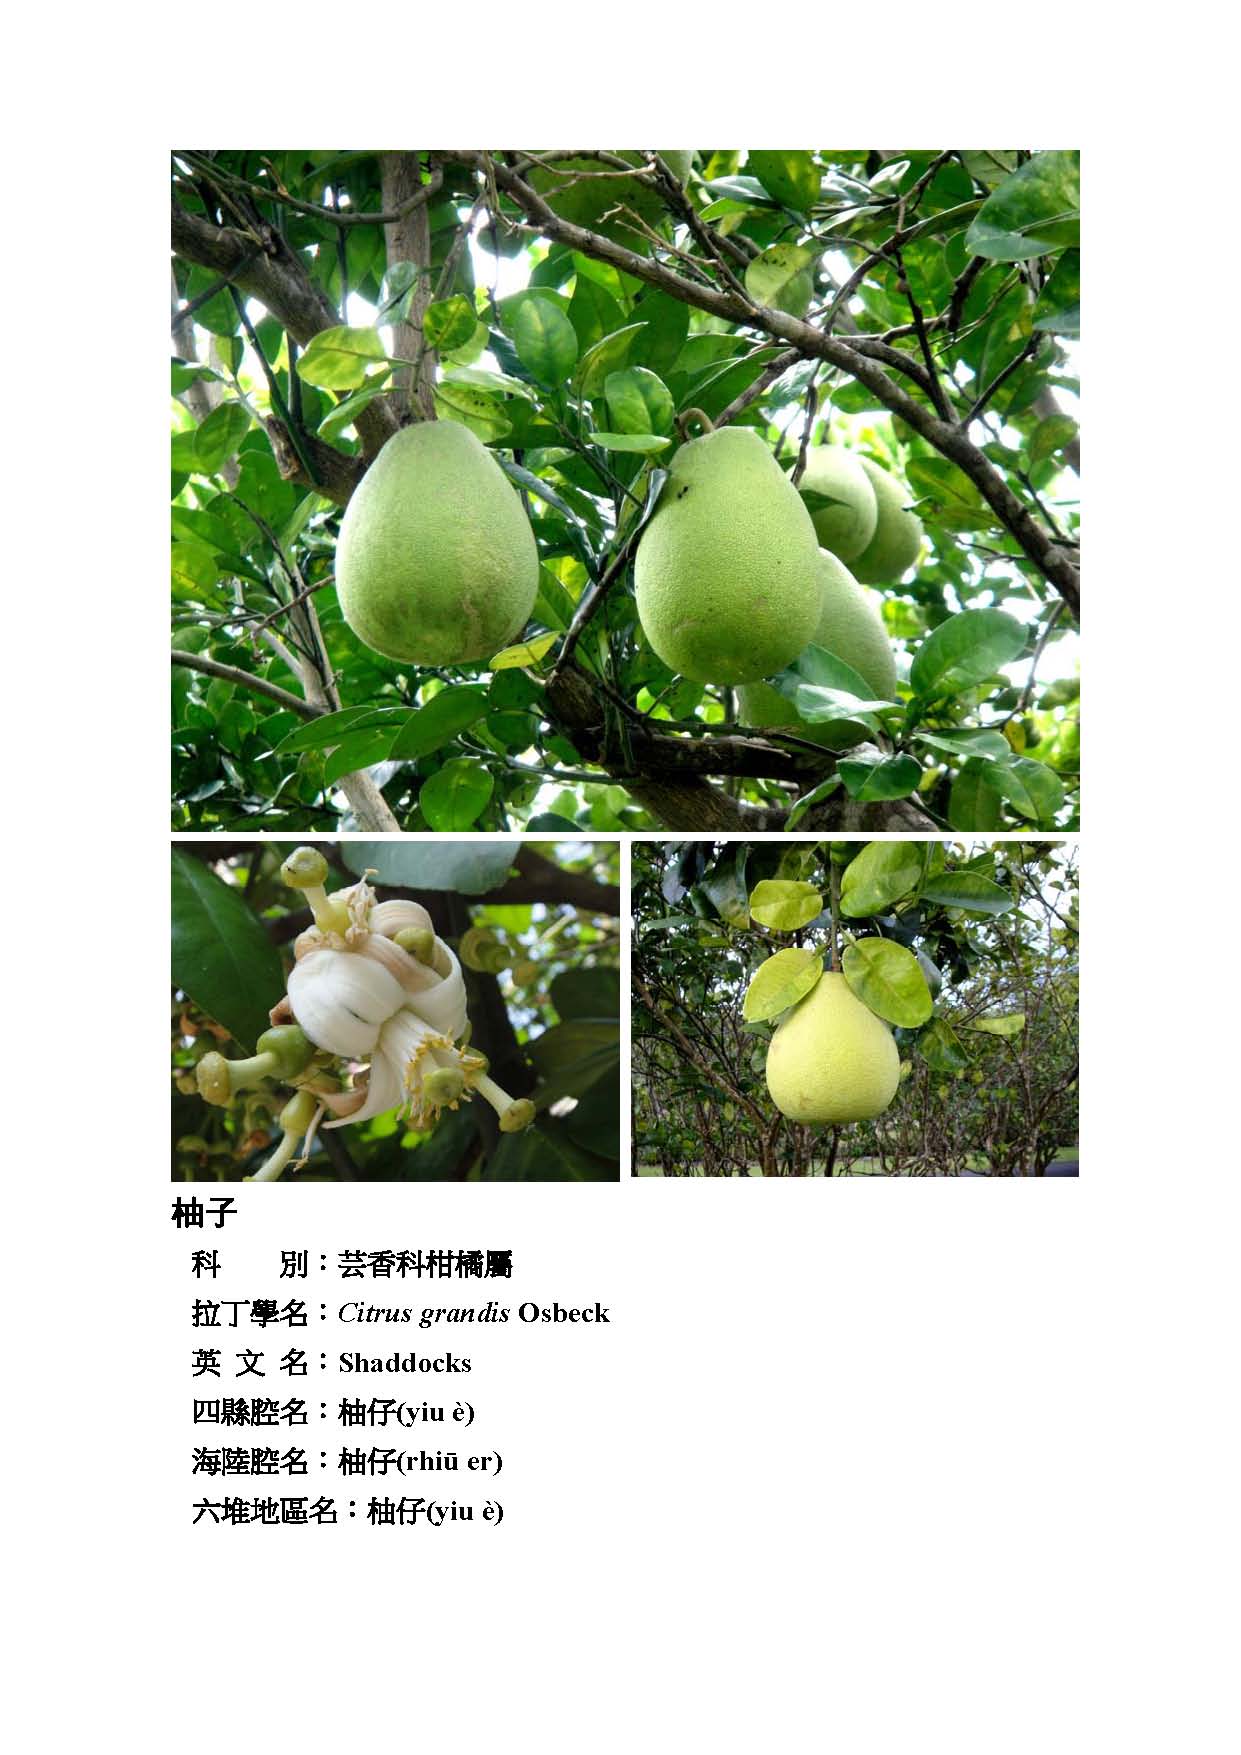 柚子
科　　別：芸香科柑橘屬
拉丁學名：Citrus grandis Osbeck
英 文 名：Shaddocks
四縣腔名：柚仔(yiu è)
海陸腔名：柚仔(rhiū er)
六堆地區名：柚仔(yiu è)